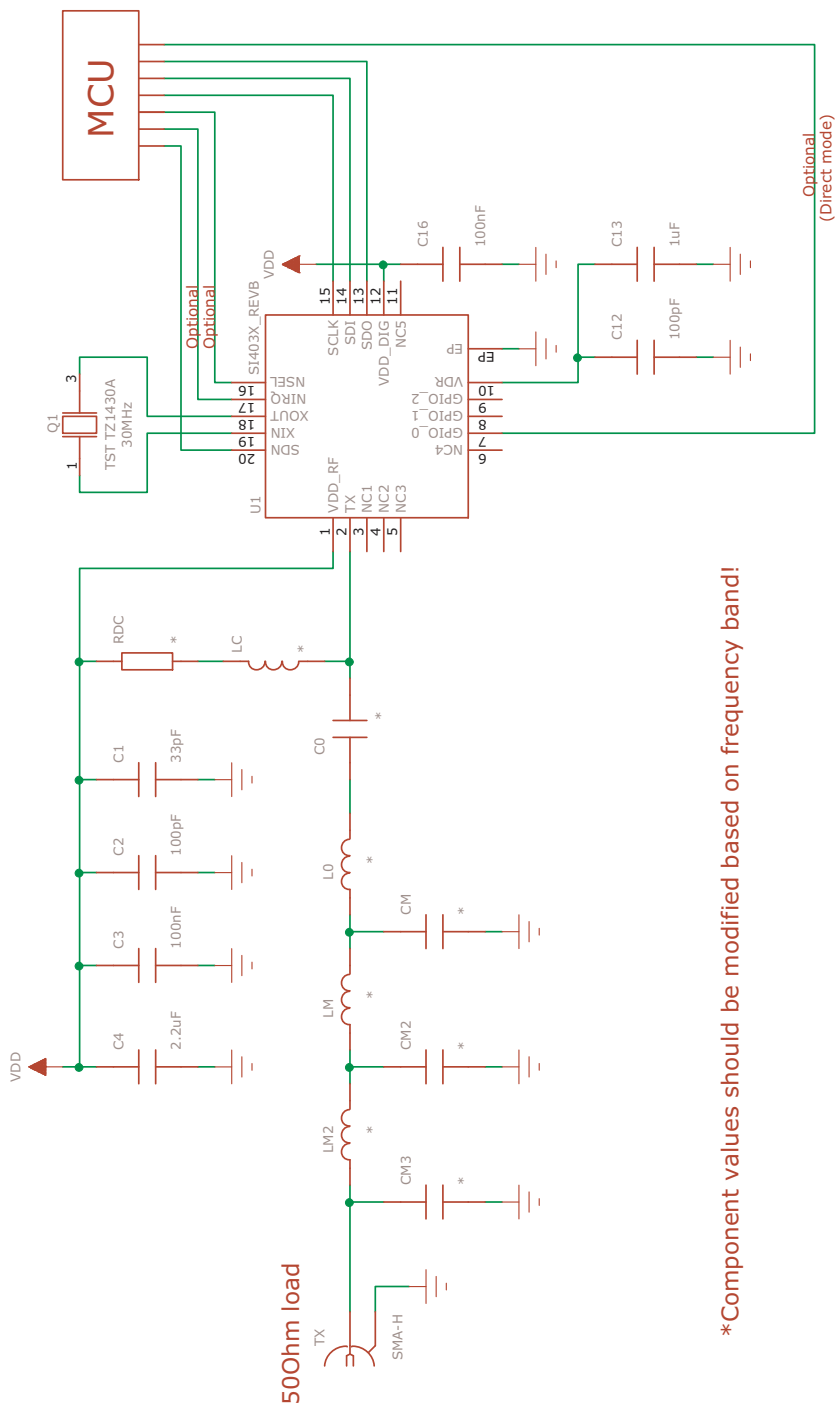 50Ohm load
TX
SMA-H
VDD
C4
2.2uF
C3
100nF
C2
100pF
C1
33pF
RDC
*
LC
*
LM2
*
CM3
*
LM
*
CM2
*
L0
*
CM
*
C0
*
U1
SI403X_REVB
1
VDD_RF
2
TX
3
NC1
4
NC2
5
NC3
20
SDN
19
XIN
18
XOUT
17
NIRQ
16
NSEL
15
SCLK
14
SDI
13
SDO
12
VDD_DIG
11
NC5
6
NC4
7
GPIO_0
8
GPIO_1
9
GPIO_2
10
VDR
EP
EP
Q1
1
3
TST TZ1430A
30MHz
Optional
Optional
MCU
VDD
C16
100nF
C12
100pF
C13
1uF
Optional
(Direct mode)
*Component values should be modified based on frequency band!